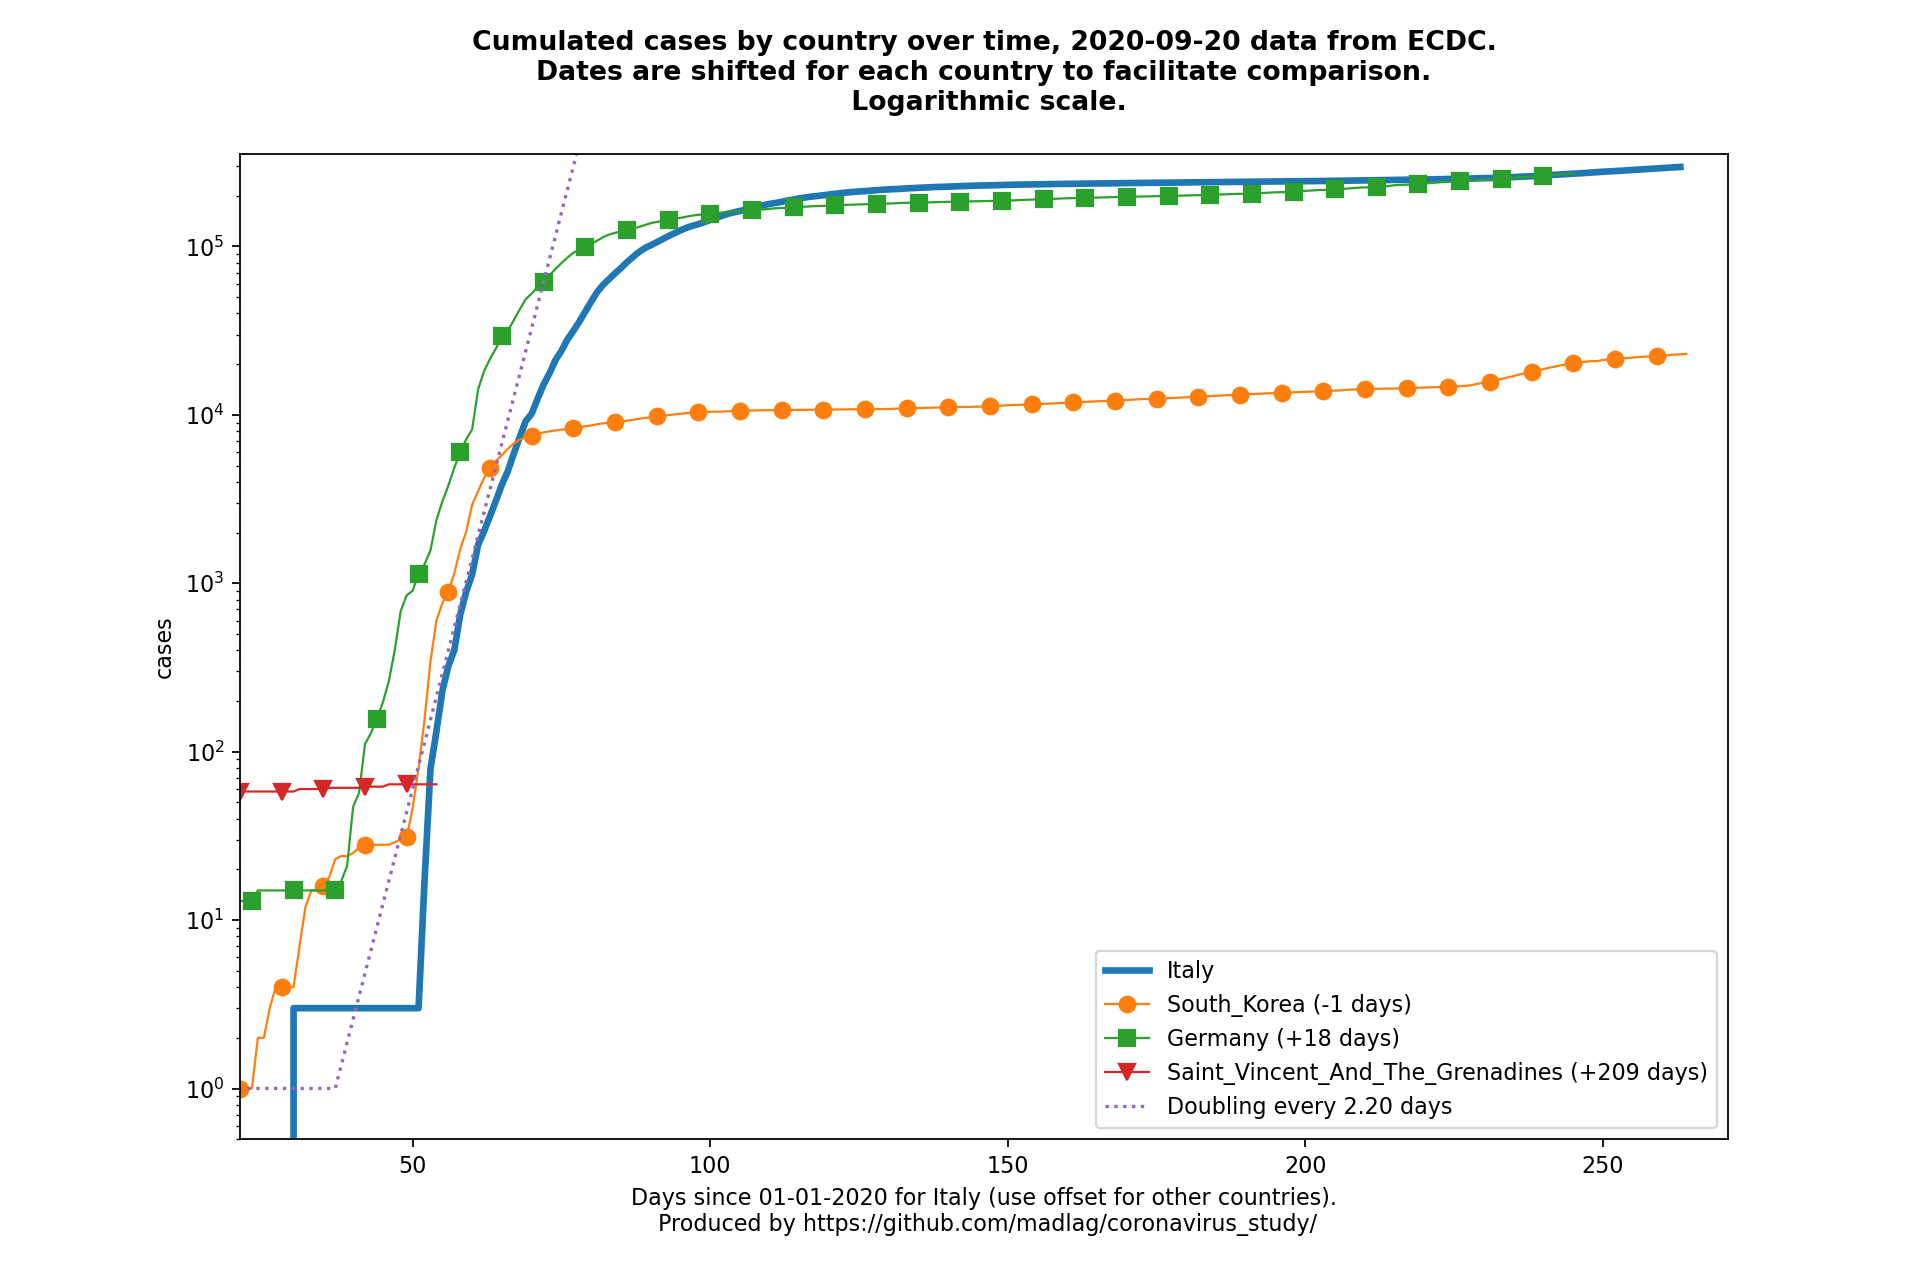 Cumulated cases by country over time, 2020-09-20 data from ECDC.
Dates are shifted for each country to facilitate comparison.
Logarithmic scale.
cases
10^5
10^4
10^3
10^2
10^1
10^0
50 100 150 200 250
Italy
South_Korea (-1 days)
Germany (+18 days)
Saint_Vincent_And_The_Grenadines (+209 days)
Doubling every 2.20 days
Days since 01-01-2020 for Italy (use offset for other countries).
Produced by https://github.com/madlag/coronavirus_study/